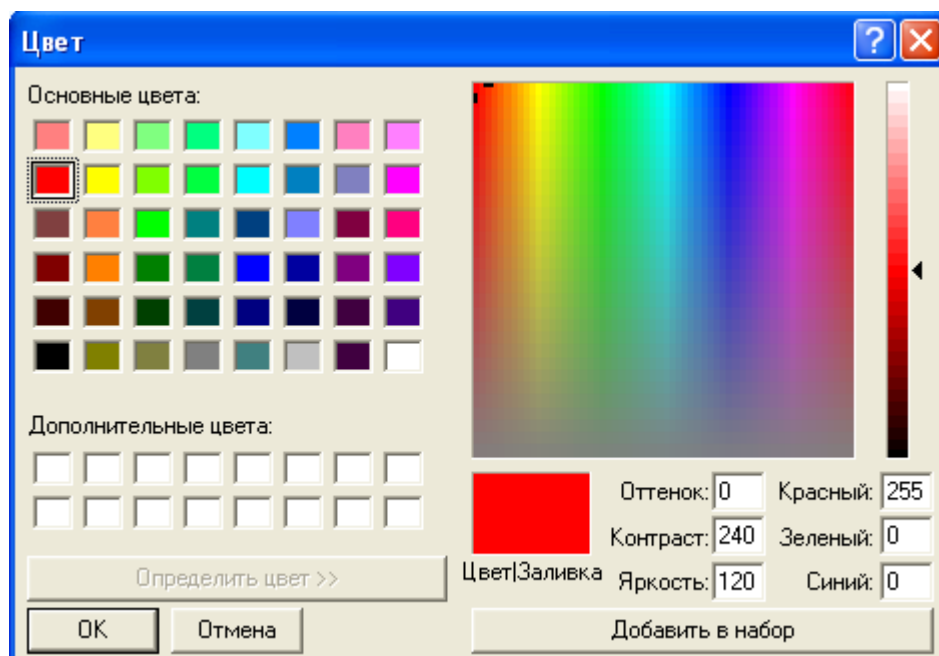 Цвет
Основные цвета:
Дополнительные цвета:
Определить цвет >>
OK
Отмена
Цвет|Заливка
Оттенок: 0
Красный: 255
Контраст: 240
Зеленый: 0
Яркость: 120
Синий: 0
Добавить в набор